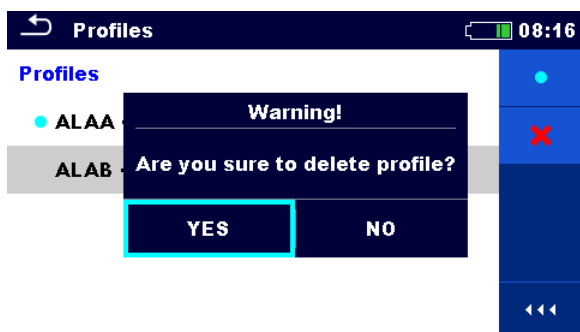 Profiles
08:16
Profiles
ALAA
Warning!
ALAB
Are you sure to delete profile?
YES
NO